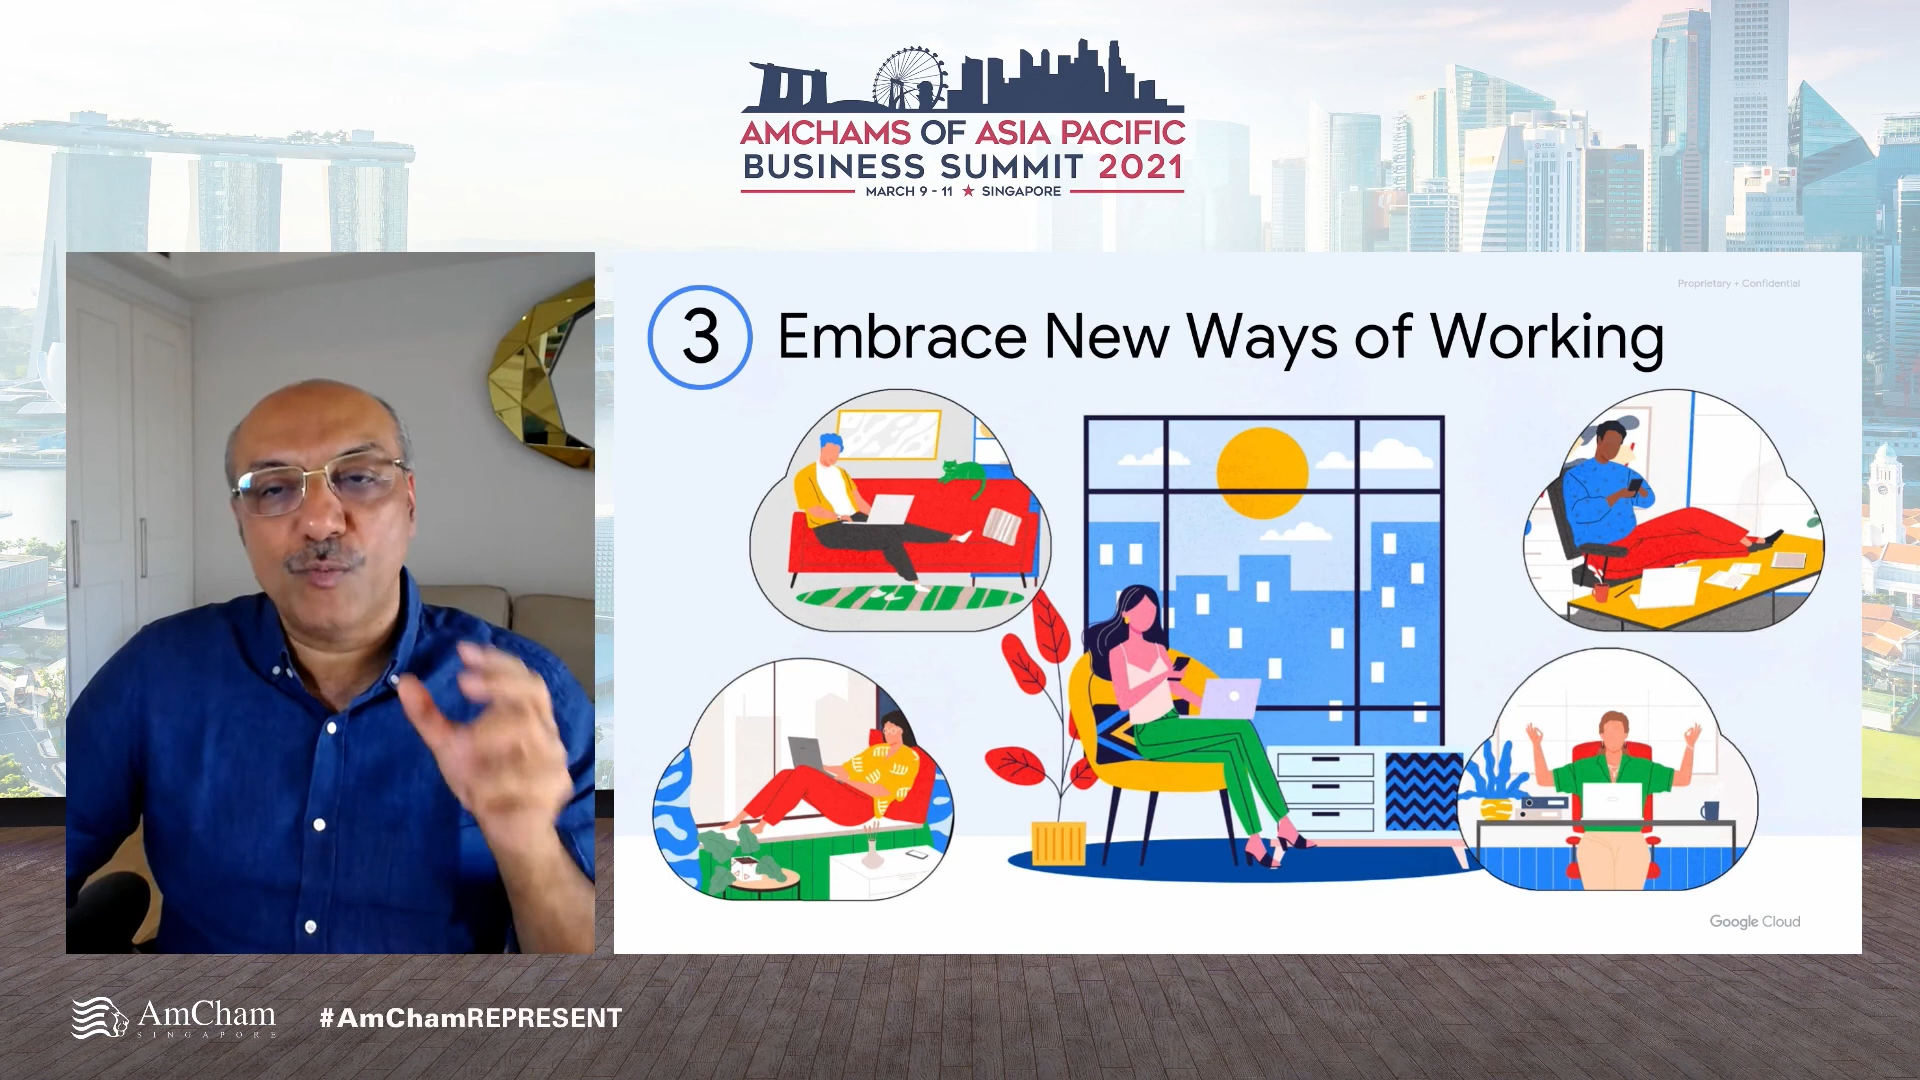 AMCHAMS OF ASIA PACIFIC
BUSINESS SUMMIT 2021
MARCH 9 - 11 ★ SINGAPORE
Proprietary + Confidential
3 Embrace New Ways of Working
Google Cloud
AmCham
SINGAPORE
#AmChamREPRESENT